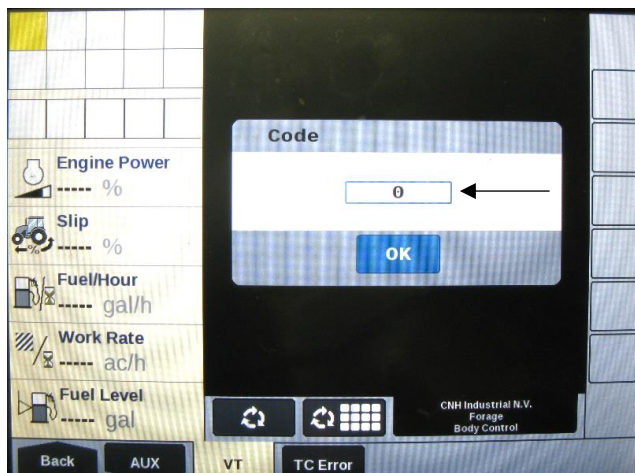 Code
0
OK
Engine Power
----- %
Slip
%
----- %
Fuel/Hour
----- gal/h
Work Rate
----- ac/h
Fuel Level
----- gal
CNH Industrial N.V.
Forage
Body Control
Back
AUX
VT
TC Error